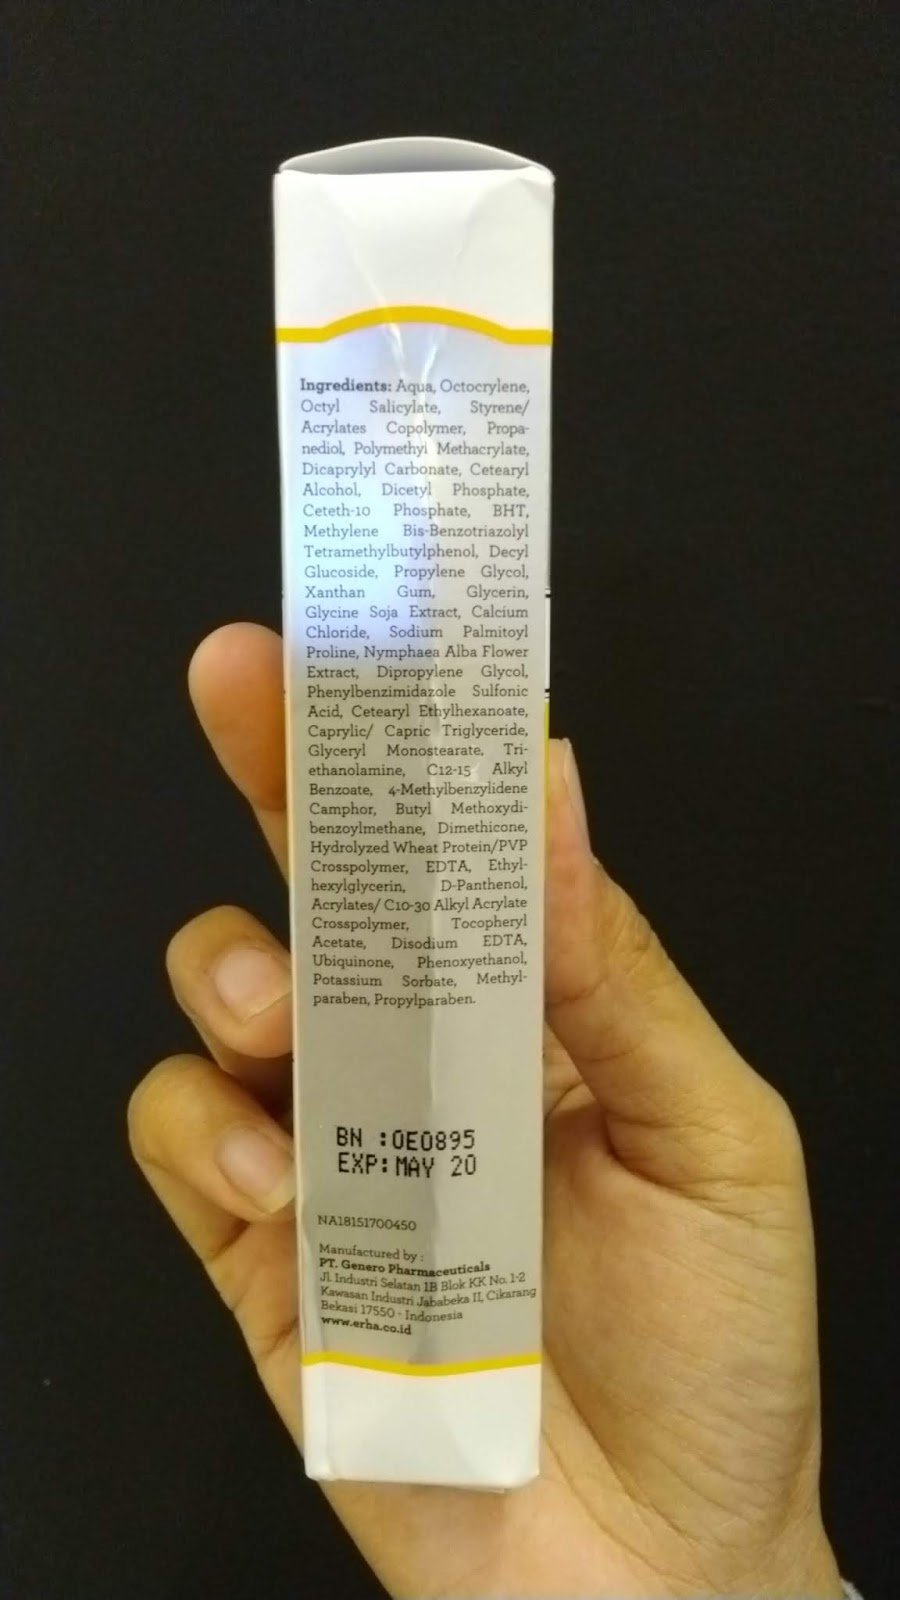 Ingredients: Aqua, Octocrylene,
Octyl Salicylate, Styrene/
Acrylates Copolymer, Propa-
nediol, Polymethyl Methacrylate,
Dicaprylyl Carbonate, Cetearyl
Alcohol, Dicetyl Phosphate,
Ceteth-10 Phosphate, BHT,
Methylene Bis-Benzotriazolyl
Tetramethylbutylphenol, Decyl
Glucoside, Propylene Glycol,
Xanthan Gum, Glycerin,
Glycine Soja Extract, Calcium
Chloride, Sodium Palmitoyl
Proline, Nymphaea Alba Flower
Extract, Dipropylene Glycol,
Phenylbenzimidazole Sulfonic
Acid, Cetearyl Ethylhexanoate,
Caprylic/ Capric Triglyceride,
Glyceryl Monostearate, Tri-
ethanolamine, C12-15 Alkyl
Benzoate, 4-Methylbenzylidene
Camphor, Butyl Methoxydi-
benzoylmethane, Dimethicone,
Hydrolyzed Wheat Protein/PVP
Crosspolymer, EDTA, Ethyl-
hexylglycerin, D-Panthenol,
Acrylates/ C10-30 Alkyl Acrylate
Crosspolymer, Tocopheryl
Acetate, Disodium EDTA,
Ubiquinone, Phenoxyethanol,
Potassium Sorbate, Methyl-
paraben, Propylparaben.
BN :OE0895
EXP:MAY 20
NA18151700450
Manufactured by :
PT. Genero Pharmaceuticals
Jl. Industri Selatan 1B Blok KK No. 1-2
Kawasan Industri Jababeka II, Cikarang
Bekasi 17550 - Indonesia
www.erha.co.id